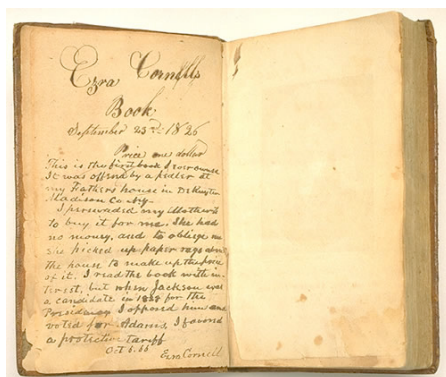 Ezra Cornell's
Book.
September 23rd. 1826
Price one dollar
This is the first book I ever owned
It was offered by a pedler at
my Father's house in DeRuyter
Madison Co N.Y.
I persuaded my Mother
to buy it for me. She had
no money, and to oblige me
she picked up paper rags about
the house to make up the price
of it. I read the book with in-
terest, but when Jackson was
a candidate in 1828 for the
Presidency I opposed him and
voted for Adams, I favored
a protective tariff
Oct 5. 66
Ezra Cornell